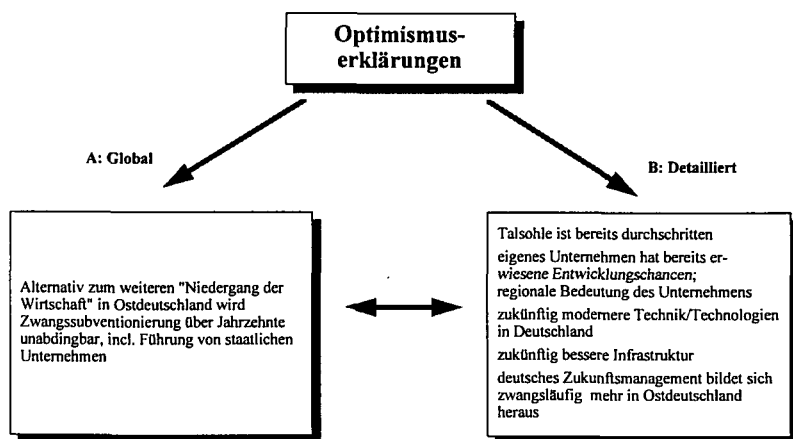 Optimismus-
erklärungen
A: Global
B: Detailliert
Alternativ zum weiteren "Niedergang der
Wirtschaft" in Ostdeutschland wird
Zwangssubventionierung über Jahrzehnte
unabdingbar, incl. Führung von staatlichen
Unternehmen
Talsohle ist bereits durchschritten
eigenes Unternehmen hat bereits er-
wiesene Entwicklungschancen;
regionale Bedeutung des Unternehmens
zukünftig modernere Technik/Technologien
in Deutschland
zukünftig bessere Infrastruktur
deutsches Zukunftsmanagement bildet sich
zwangsläufig mehr in Ostdeutschland
heraus